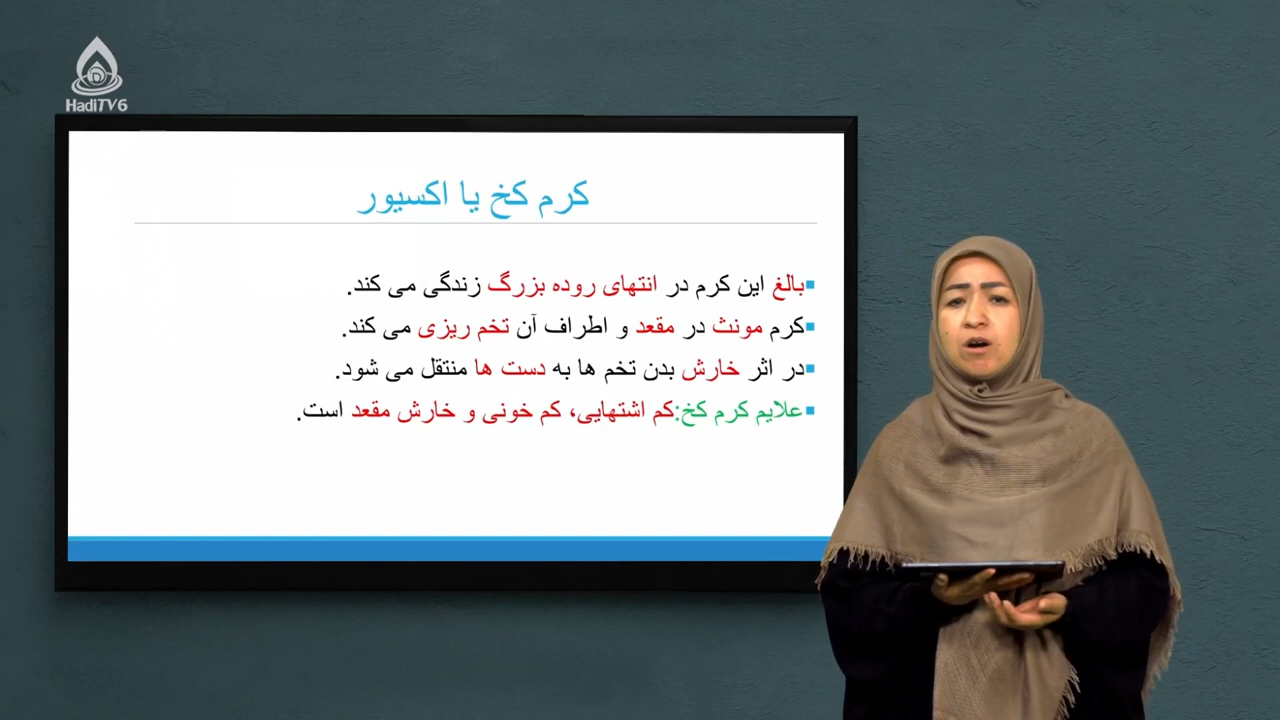 HadiTV6
کرم کخ یا اکسیور
بالغ این کرم در انتهای روده بزرگ زندگی می کند.
کرم مونث در مقعد و اطراف آن تخم ریزی می کند.
در اثر خارش بدن تخم ها به دست ها منتقل می شود.
علایم کرم کخ:کم اشتهایی، کم خونی و خارش مقعد است.